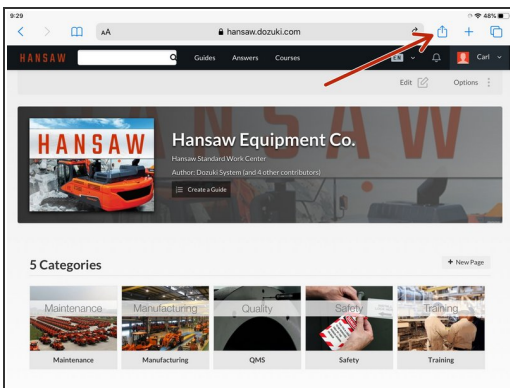 9:29
48%
AA
hansaw.dozuki.com
HANSAW
Guides
Answers
Courses
EN
Carl
Edit
Options
HANSAW
Hansaw Equipment Co.
Hansaw Standard Work Center
Author: Dozuki System (and 4 other contributors)
Create a Guide
5 Categories
+ New Page
Maintenance
Manufacturing
Quality
Safety
Training
Maintenance
Manufacturing
QMS
Safety
Training